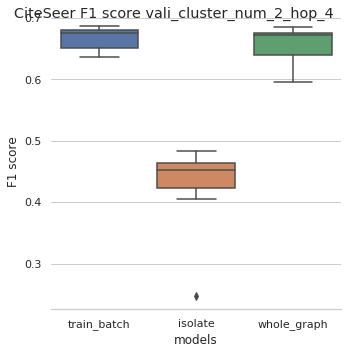 CiteSeer F1 score vali_cluster_num_2_hop_4
0.7
0.6
0.5
0.4
0.3
F1 score
train_batch
isolate
whole_graph
models